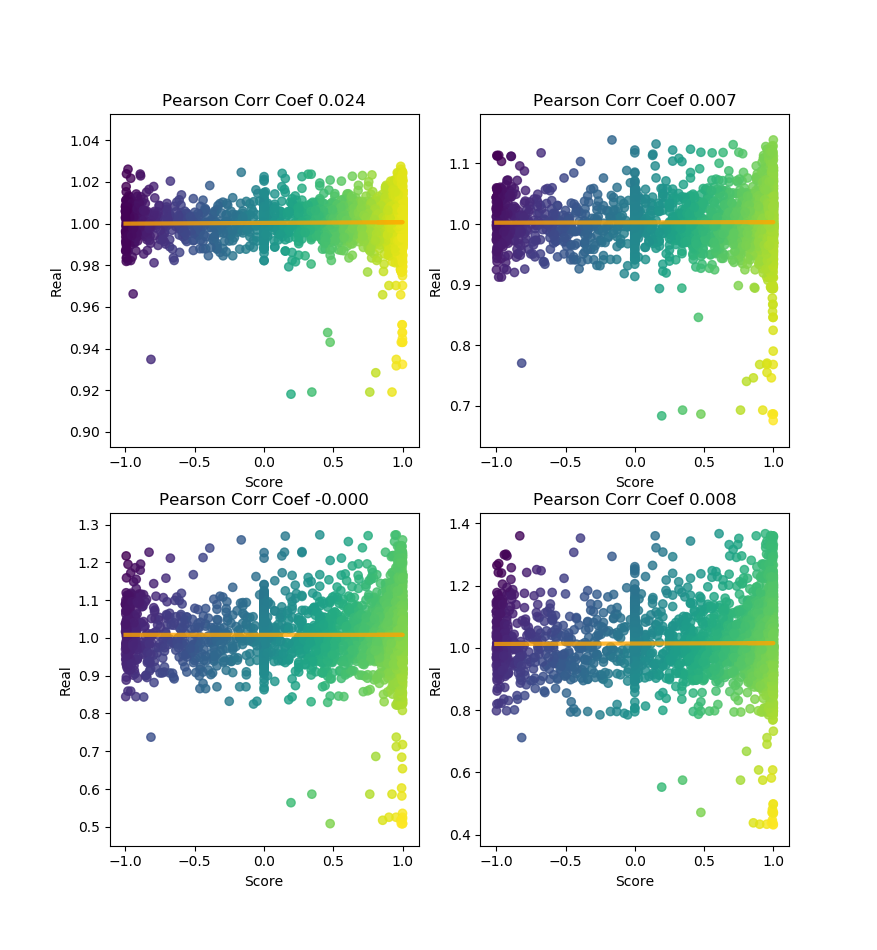 Pearson Corr Coef 0.024
1.04
1.02
1.00
0.98
0.96
0.94
0.92
0.90
Real
−1.0 −0.5 0.0 0.5 1.0
Score
Pearson Corr Coef 0.007
1.1
1.0
0.9
0.8
0.7
Real
−1.0 −0.5 0.0 0.5 1.0
Score
Pearson Corr Coef -0.000
1.3
1.2
1.1
1.0
0.9
0.8
0.7
0.6
0.5
Real
−1.0 −0.5 0.0 0.5 1.0
Score
Pearson Corr Coef 0.008
1.4
1.2
1.0
0.8
0.6
0.4
Real
−1.0 −0.5 0.0 0.5 1.0
Score